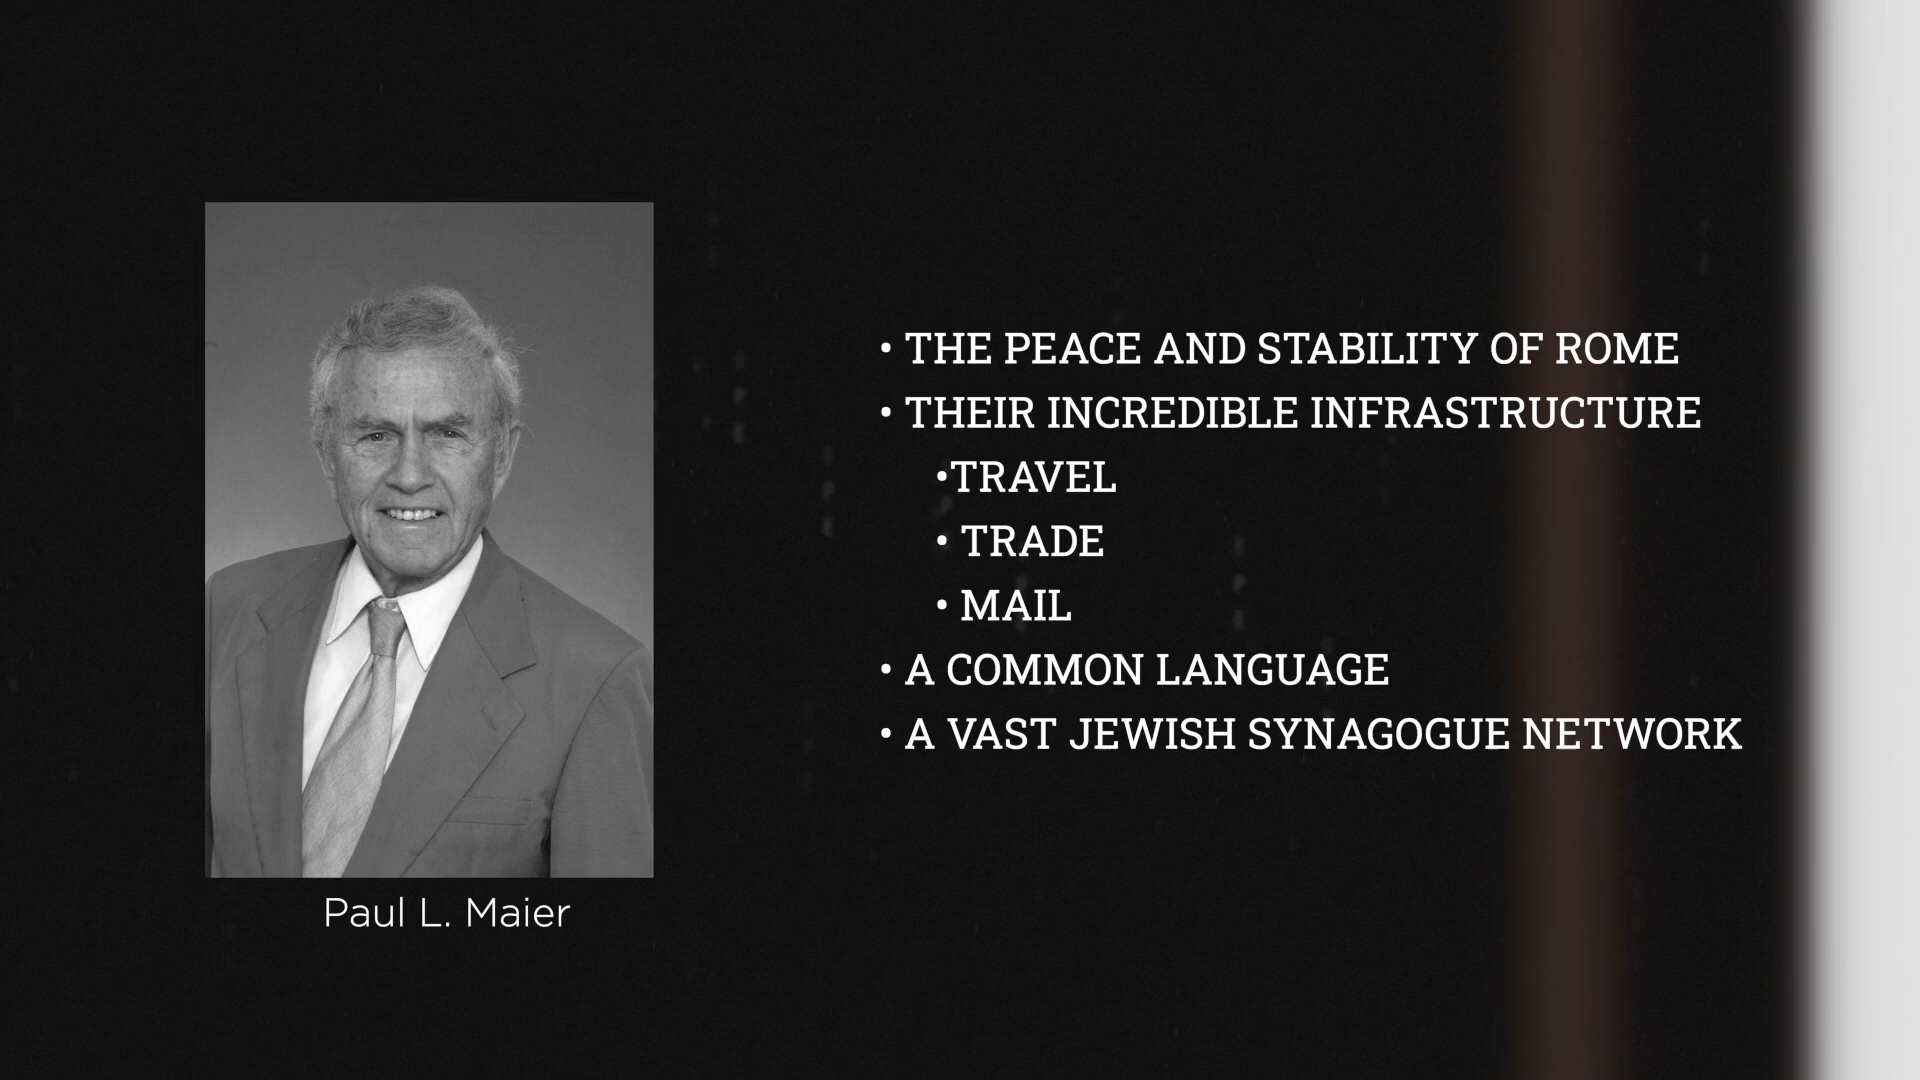 • THE PEACE AND STABILITY OF ROME
• THEIR INCREDIBLE INFRASTRUCTURE
•TRAVEL
• TRADE
• MAIL
• A COMMON LANGUAGE
• A VAST JEWISH SYNAGOGUE NETWORK
Paul L. Maier